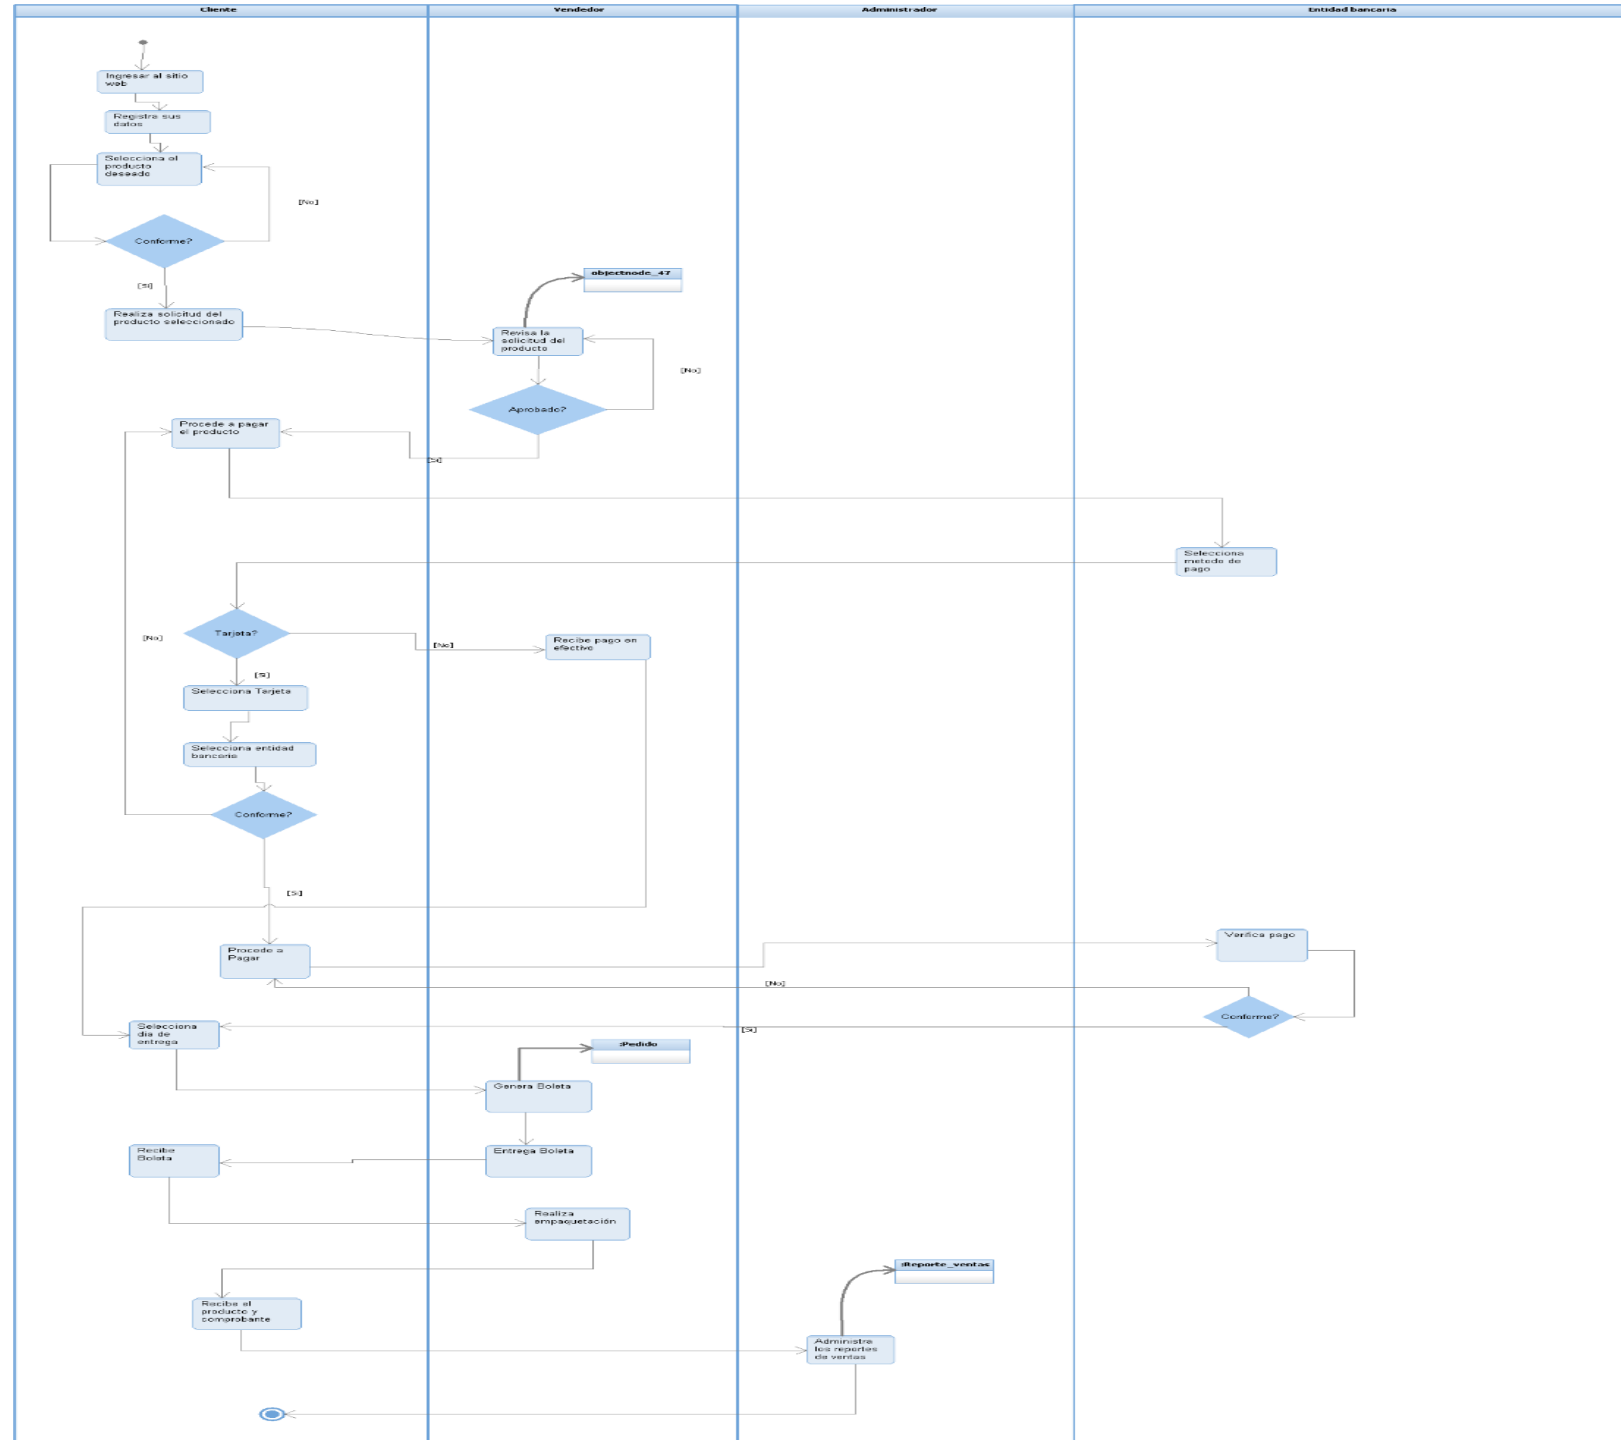 Cliente
Vendedor
Administrador
Entidad bancaria
Ingresar al sitio
web
Registra sus
datos
Selecciona el
producto
deseado
[No]
Conforme?
[Si]
objectnode_47
Realiza solicitud del
producto seleccionado
Revisa la
solicitud del
producto
[No]
Aprobado?
Procede a pagar
el producto
[Si]
Selecciona
metodo de
pago
Tarjeta?
[No]
[No]
Recibe pago en
efectivo
[Si]
Selecciona Tarjeta
Selecciona entidad
bancaria
Conforme?
[Si]
Procede a
Pagar
Verifica pago
[No]
Conforme?
[Si]
Selecciona
dia de
entrega
:Pedido
Genera Boleta
Recibe
Boleta
Entrega Boleta
Realiza
empaquetación
:Reporte_ventas
Recibe el
producto y
comprobante
Administra
los reportes
de ventas